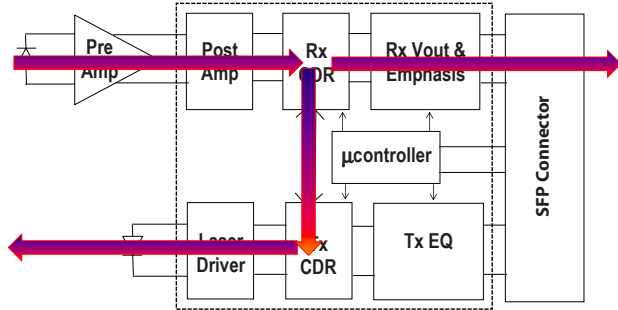 Pre
Amp
Post
Amp
Rx
CDR
Rx Vout &
Emphasis
µcontroller
SFP Connector
Laser
Driver
Tx
CDR
Tx EQ